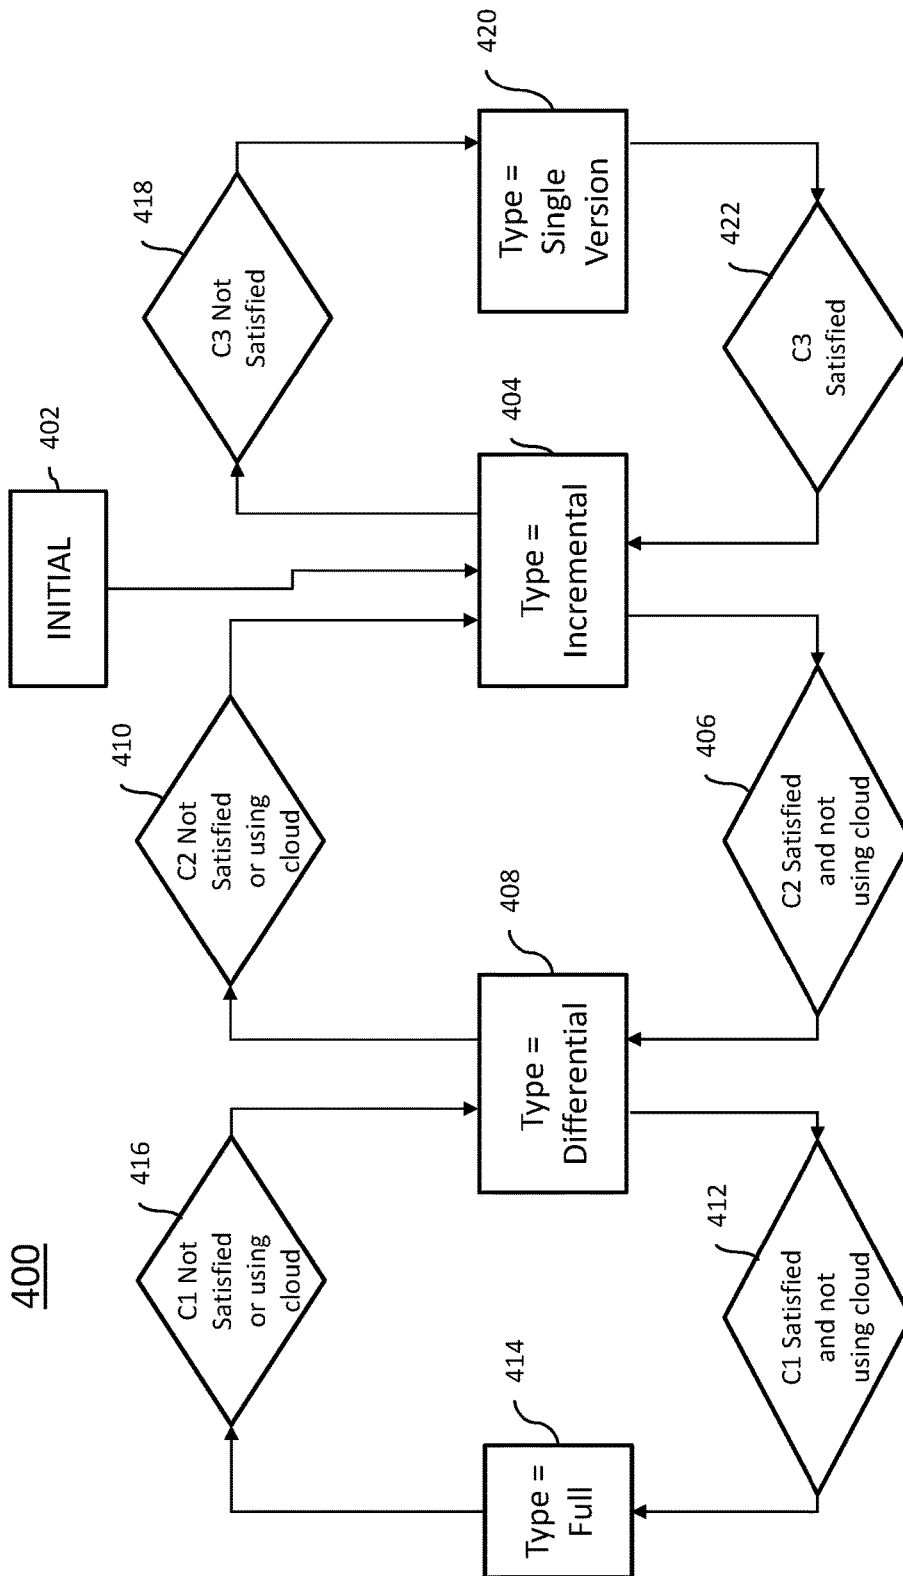 400
INITIAL
402
C1 Not
Satisfied
or using
cloud
416
C2 Not
Satisfied
or using
cloud
410
C3 Not
Satisfied
418
Type =
Full
414
Type =
Differential
408
Type =
Incremental
404
Type =
Single
Version
420
C1 Satisfied
and not
using cloud
412
C2 Satisfied
and not
using cloud
406
C3
Satisfied
422